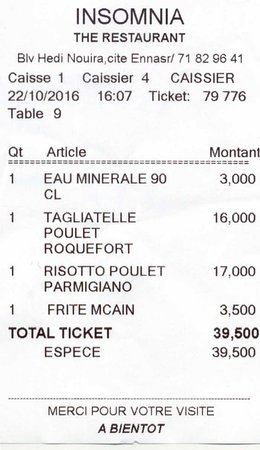 INSOMNIA
THE RESTAURANT
Blv Hedi Nouira,cite Ennasr/ 71 82 96 41
Caisse 1 Caissier 4 CAISSIER
22/10/2016 16:07 Ticket: 79 776
Table 9
Qt Article Montant
1 EAU MINERALE 90 3,000
CL
1 TAGLIATELLE 16,000
POULET
ROQUEFORT
1 RISOTTO POULET 17,000
PARMIGIANO
1 FRITE MCAIN 3,500
TOTAL TICKET 39,500
ESPECE 39,500
MERCI POUR VOTRE VISITE
A BIENTOT